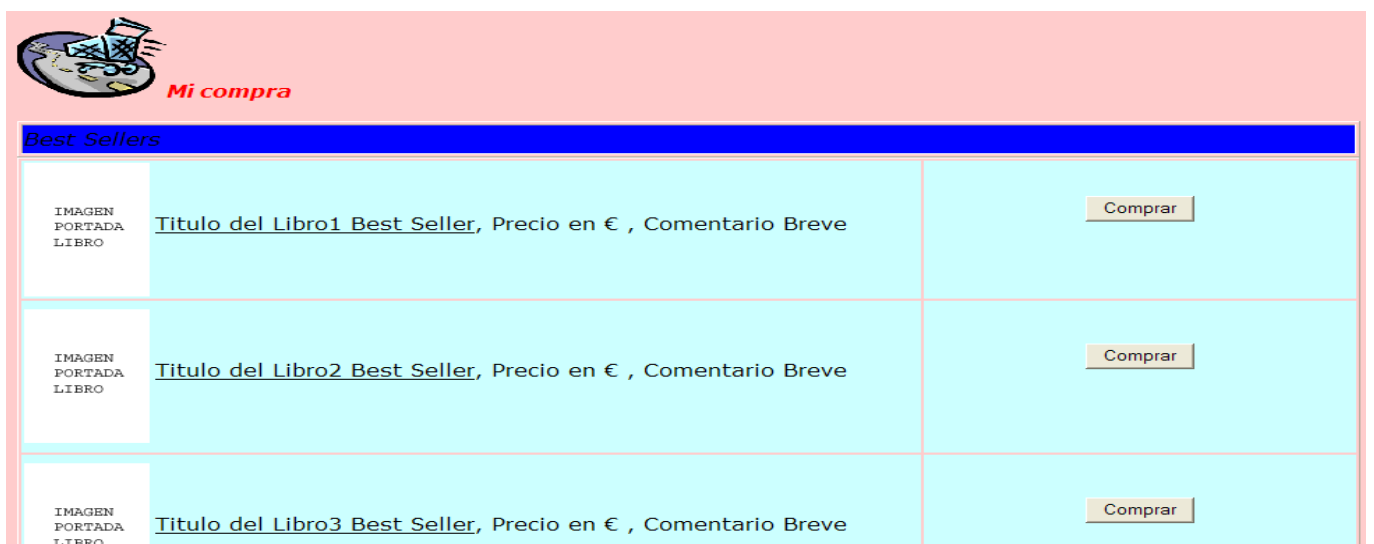 Mi compra
Best Sellers
IMAGEN
PORTADA
LIBRO
Titulo del Libro1 Best Seller, Precio en € , Comentario Breve
Comprar
IMAGEN
PORTADA
LIBRO
Titulo del Libro2 Best Seller, Precio en € , Comentario Breve
Comprar
IMAGEN
PORTADA
LIBRO
Titulo del Libro3 Best Seller, Precio en € , Comentario Breve
Comprar